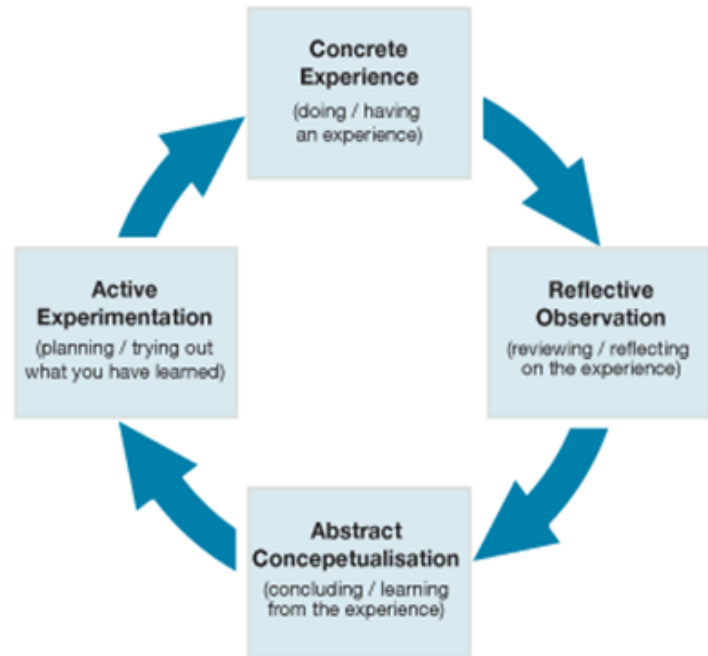 Concrete
Experience
(doing / having
an experience)
Reflective
Observation
(reviewing / reflecting
on the experience)
Abstract
Concepetualisation
(concluding / learning
from the experience)
Active
Experimentation
(planning / trying out
what you have learned)